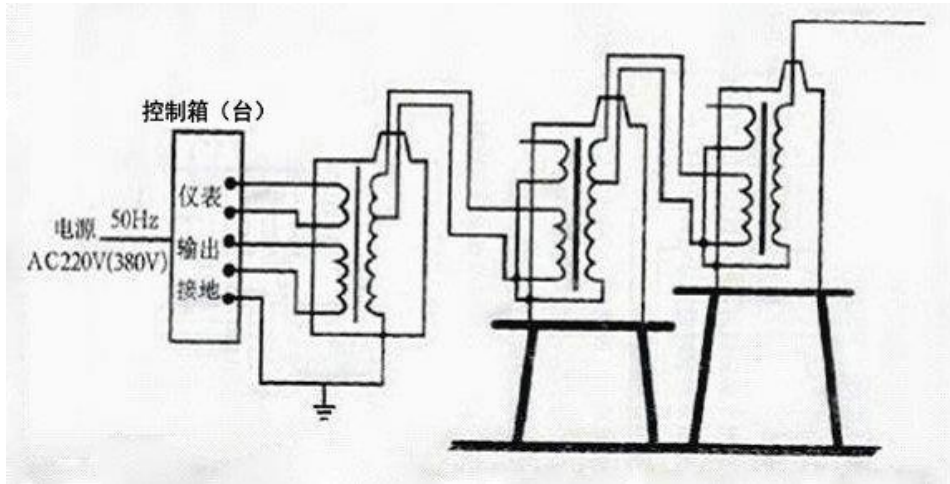 控制箱（台）
仪表
电源 50Hz
输出
AC220V(380V)
接地